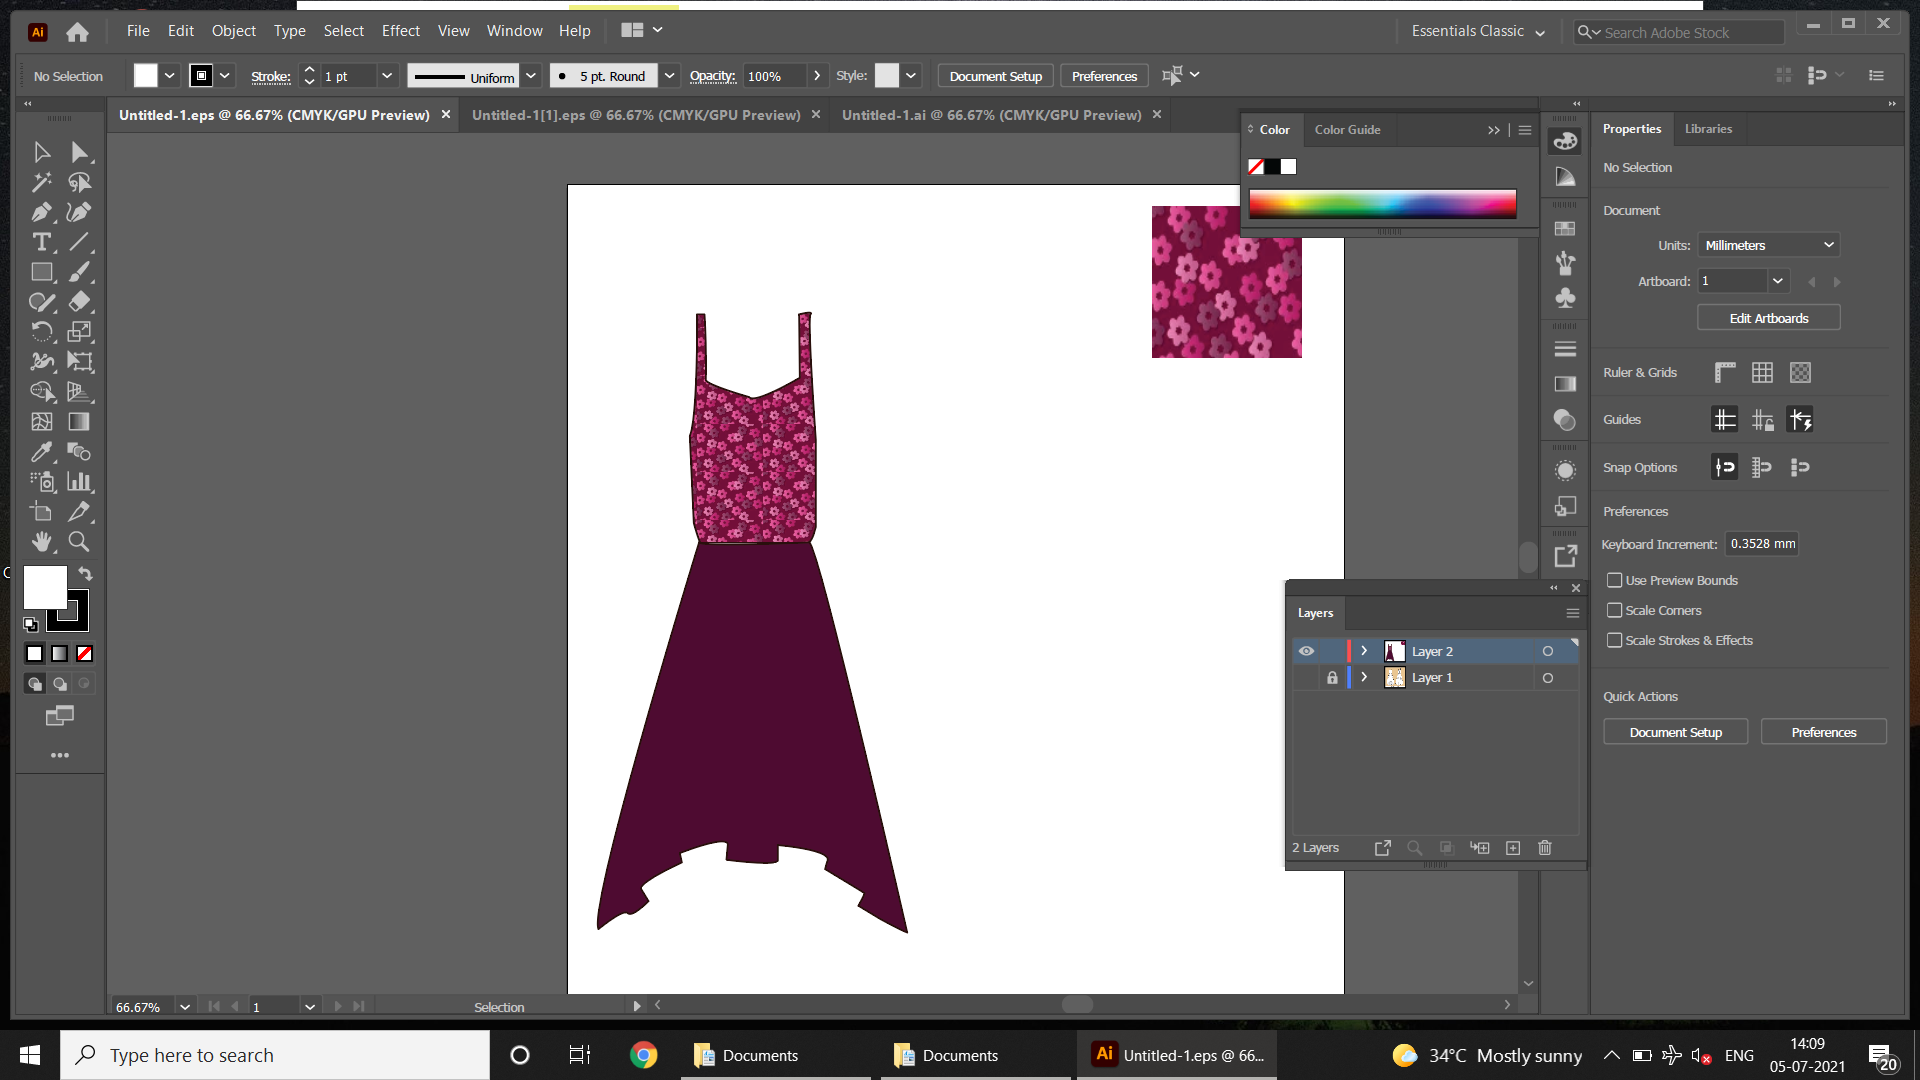 Ai File Edit Object Type Select Effect View Window Help Essentials Classic Search Adobe Stock
No Selection Stroke: 1 pt Uniform 5 pt. Round Opacity: 100% Style: Document Setup Preferences
Untitled-1.eps @ 66.67% (CMYK/GPU Preview) Untitled-1[1].eps @ 66.67% (CMYK/GPU Preview) Untitled-1.ai @ 66.67% (CMYK/GPU Preview)
Color Color Guide
Properties Libraries
No Selection
Document
Units: Millimeters
Artboard: 1
Edit Artboards
Ruler & Grids
Guides
Snap Options
Preferences
Keyboard Increment: 0.3528 mm
Use Preview Bounds
Scale Corners
Scale Strokes & Effects
Quick Actions
Document Setup Preferences
Layers
Layer 2
Layer 1
2 Layers
66.67% 1 Selection
Type here to search
Documents
Documents
Ai Untitled-1.eps @ 66...
34°C Mostly sunny
ENG
14:09
05-07-2021
20